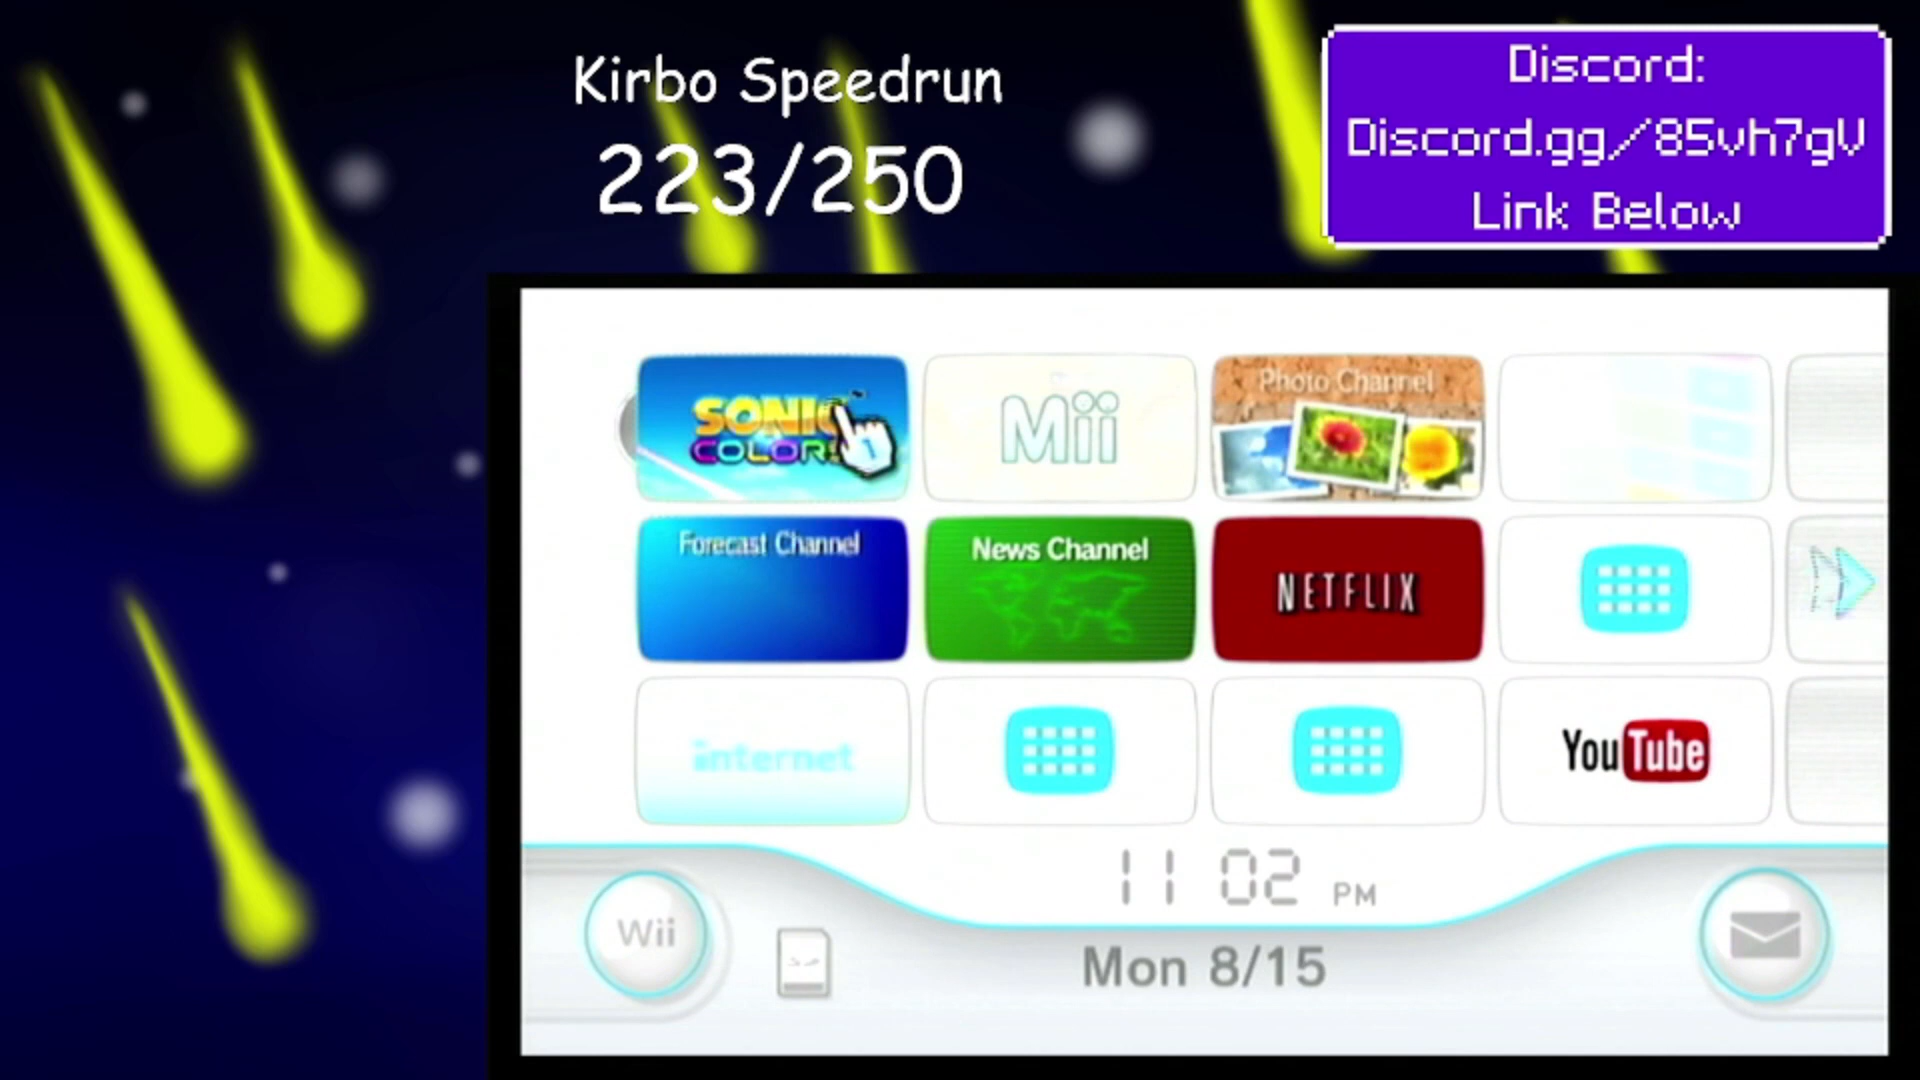 Kirbo Speedrun
223/250
Discord:
Discord.gg/85vh7gV
Link Below
SONIC
COLORS
Mii
Photo Channel
Forecast Channel
News Channel
NETFLIX
internet
YouTube
11 02 PM
Wii
Mon 8/15
1